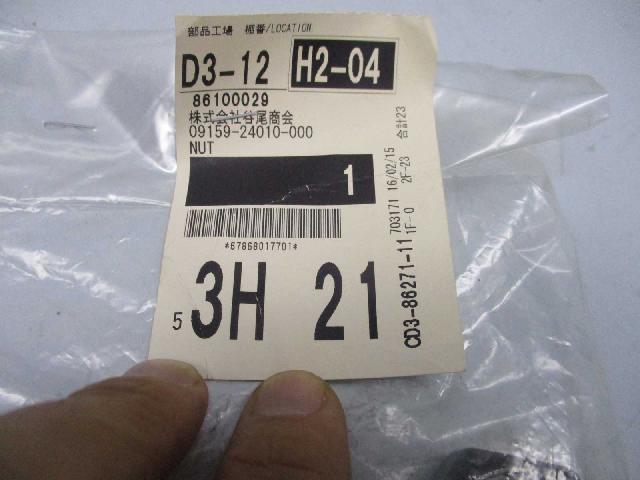 部品工場 棚番/LOCATION
D3-12 H2-04
86100029
株式会社谷尾商会
09159-24010-000
NUT
1
*67868017701*
5 3H 21
合計23
703171 16/02/15
1F-0 2F-23
CD3-86271-11